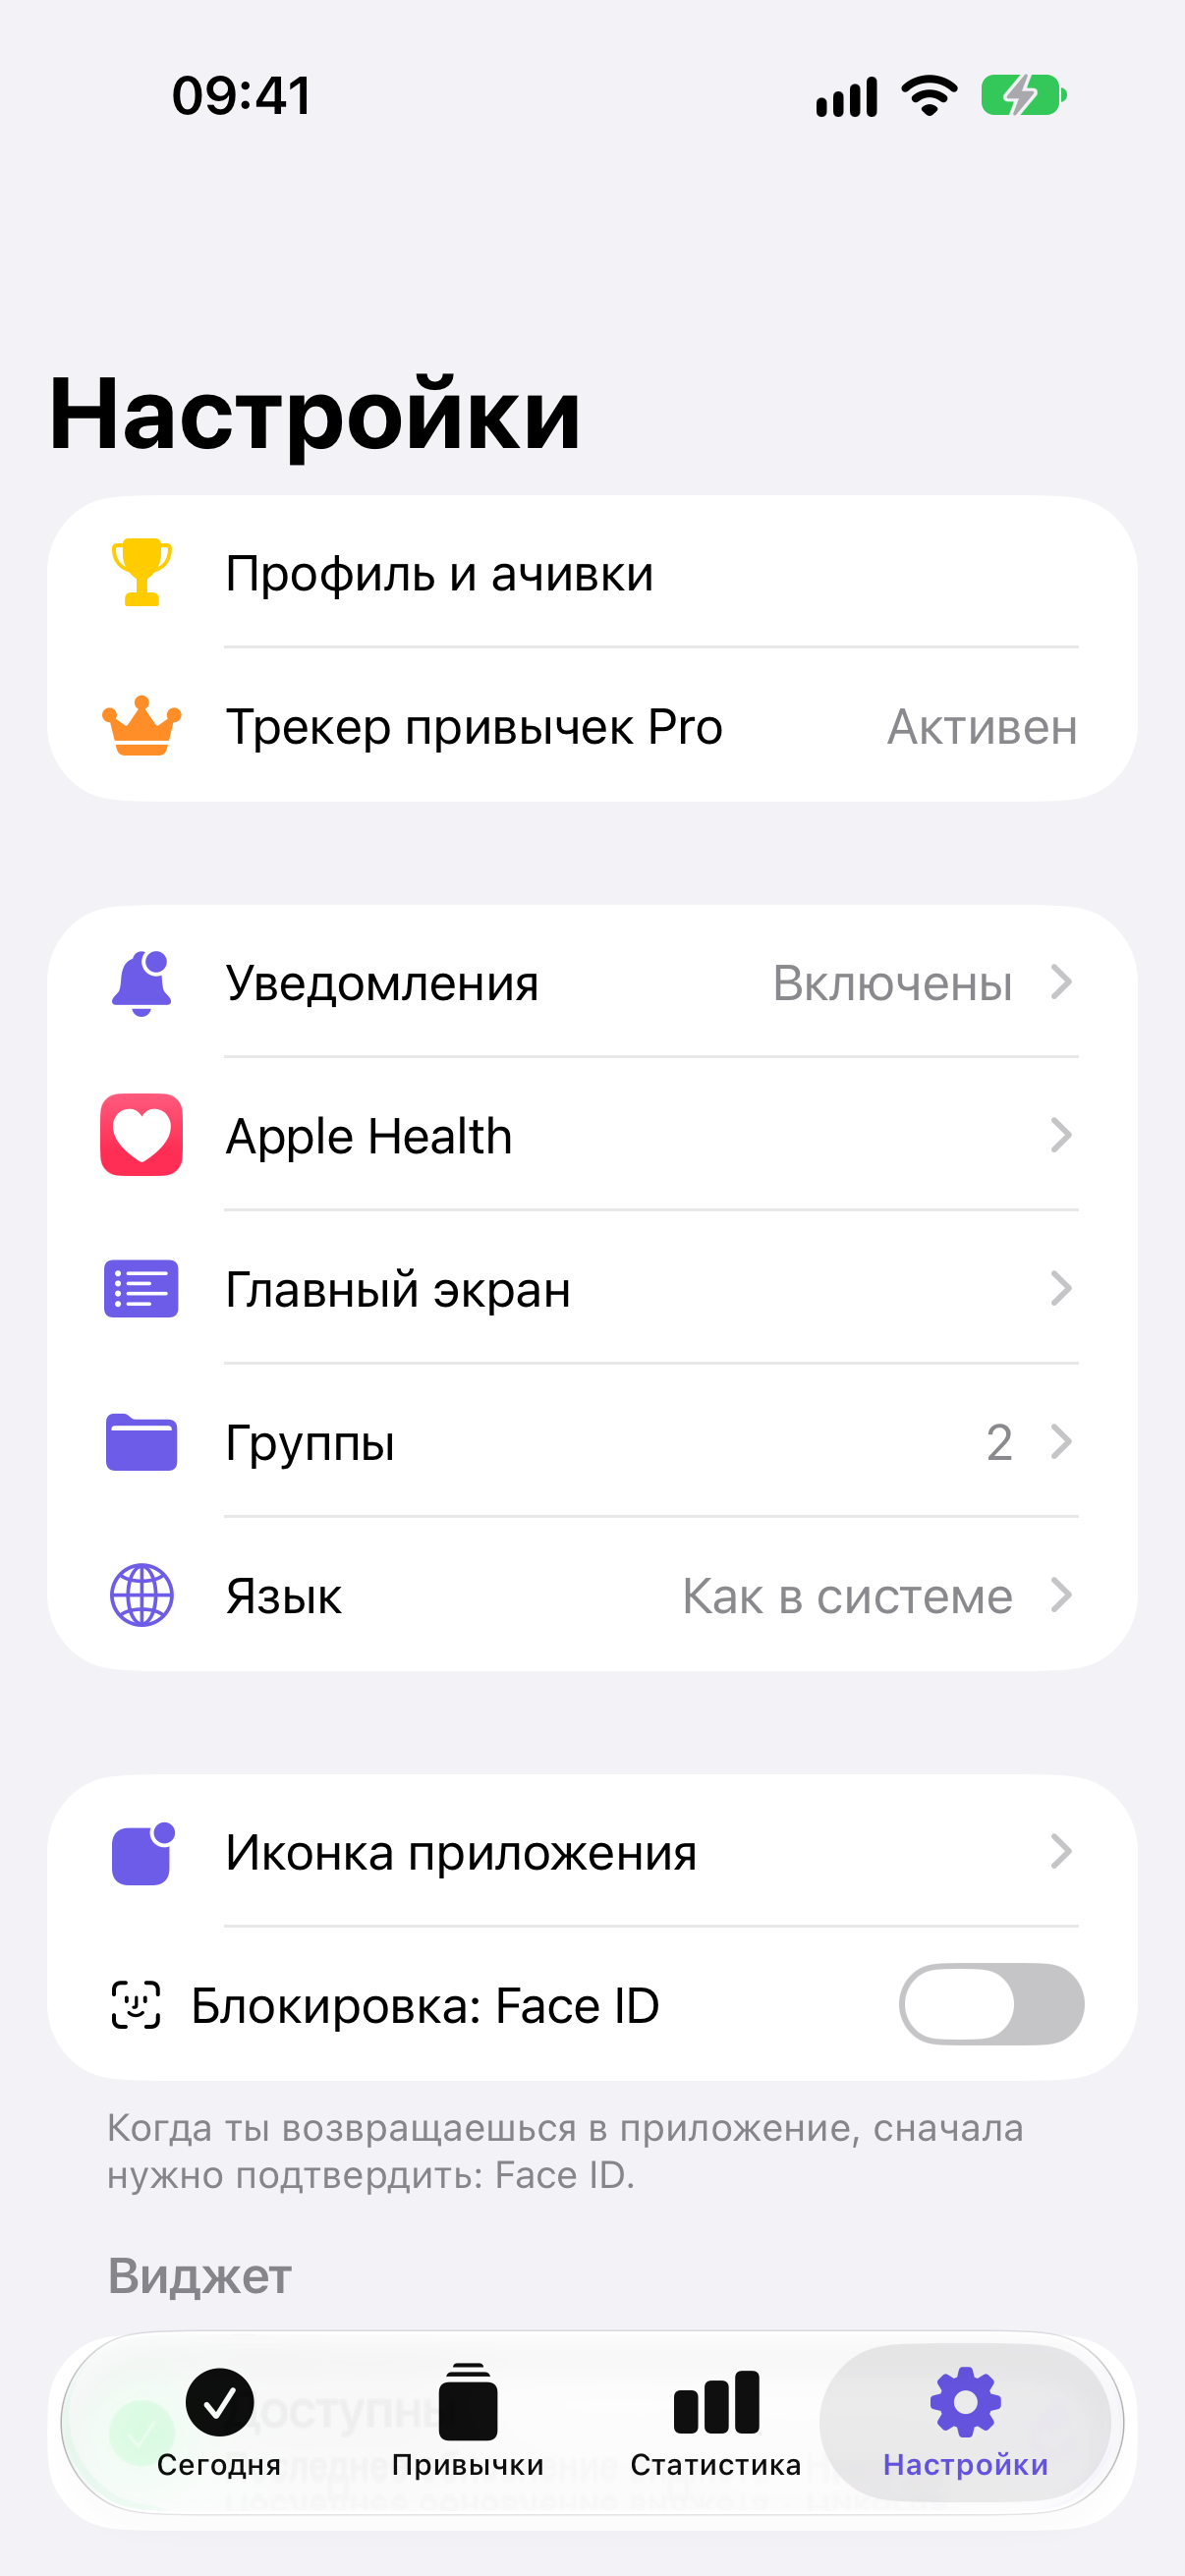 09:41
Настройки
Профиль и ачивки
Трекер привычек Pro Активен
Уведомления Включены
Apple Health
Главный экран
Группы 2
Язык Как в системе
Иконка приложения
Блокировка: Face ID
Когда ты возвращаешься в приложение, сначала
нужно подтвердить: Face ID.
Виджет
Сегодня Привычки Статистика Настройки